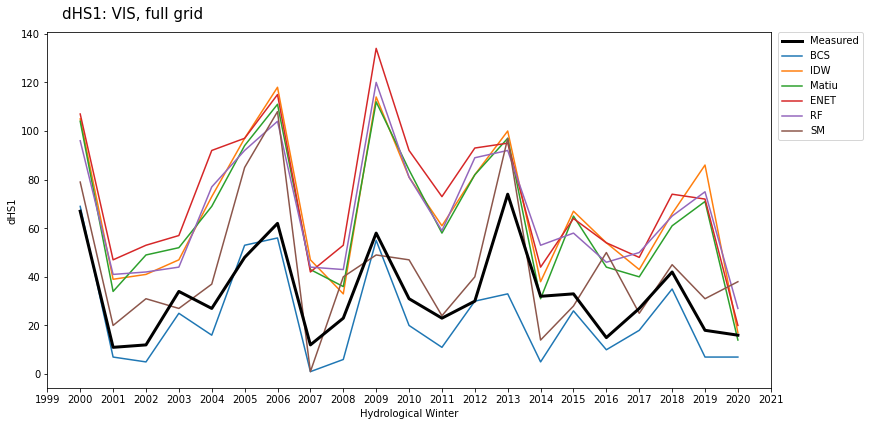 dHS1: VIS, full grid
140
120
100
80
60
40
20
0
dHS1
1999 2000 2001 2002 2003 2004 2005 2006 2007 2008 2009 2010 2011 2012 2013 2014 2015 2016 2017 2018 2019 2020 2021
Hydrological Winter
Measured
BCS
IDW
Matiu
ENET
RF
SM